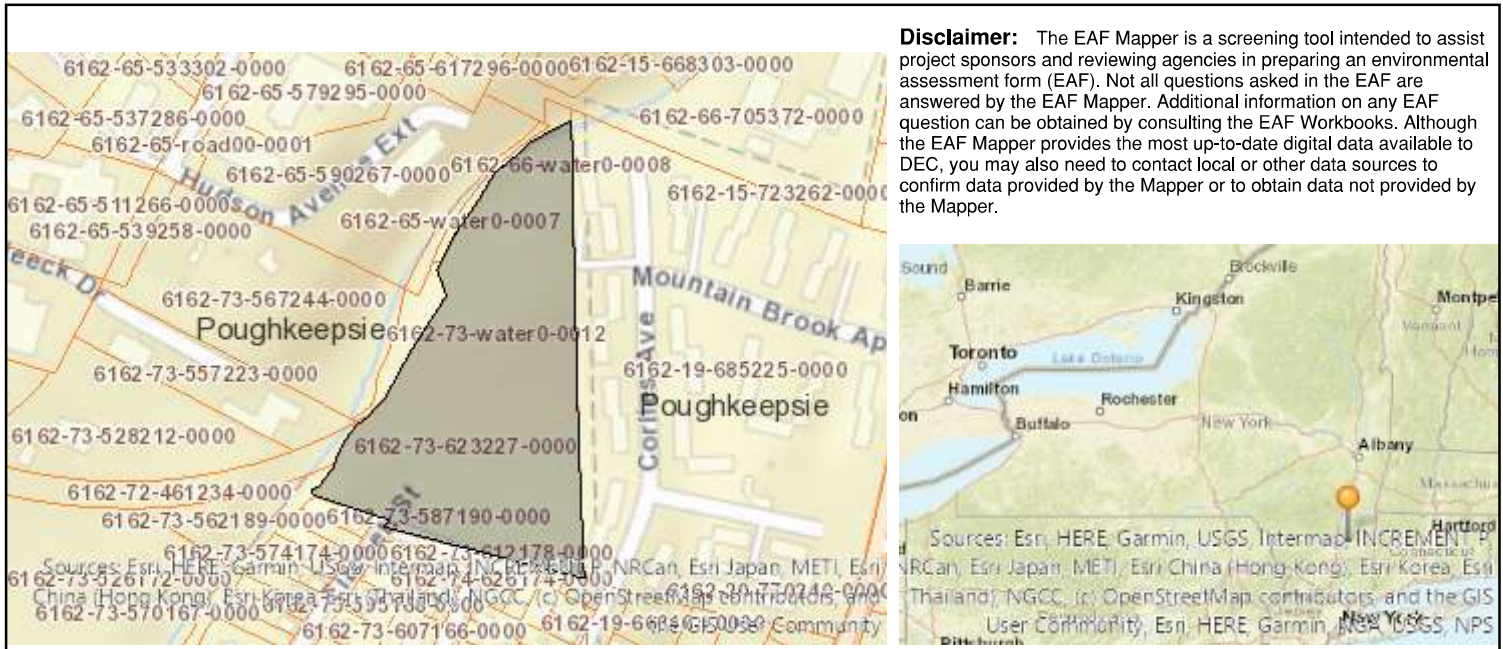 Disclaimer: The EAF Mapper is a screening tool intended to assist
project sponsors and reviewing agencies in preparing an environmental
assessment form (EAF). Not all questions asked in the EAF are
answered by the EAF Mapper. Additional information on any EAF
question can be obtained by consulting the EAF Workbooks. Although
the EAF Mapper provides the most up-to-date digital data available to
DEC, you may also need to contact local or other data sources to
confirm data provided by the Mapper or to obtain data not provided by
the Mapper.
6162-65-533302-0000
6162-65-617296-0000
6162-15-668303-0000
6162-65-579295-0000
6162-65-537286-0000
6162-66-705372-0000
6162-65-road00-0001
6162-65-590267-0000
6162-66-water0-0008
Hudson Avenue Ext
6162-15-723262-0000
6162-65-511266-0000
6162-65-539258-0000
6162-65-water0-0007
eeck Dr
6162-73-567244-0000
Mountain Brook Ap
Poughkeepsie
6162-73-water0-0012
6162-73-557223-0000
6162-19-685225-0000
Poughkeepsie
Corlies Ave
6162-73-528212-0000
6162-73-623227-0000
6162-72-461234-0000
6162-73-562189-0000
6162-73-587190-0000
St
6162-73-574174-0000
6162-73-612178-0000
6162-73-526172-0000
6162-74-626174-0000
Sources: Esri, HERE, Garmin, USGS, Intermap, INCREMENT P, NRCan, Esri Japan, METI, Esri
China (Hong Kong), Esri Korea, Esri (Thailand), NGCC, (c) OpenStreetMap contributors, and
the GIS User Community
6162-73-570167-0000
6162-73-607166-0000
Sound
Barrie
Brockville
Kingston
Montpel
Vermont
Toronto
Lake Ontario
Hamilton
Rochester
Buffalo
New York
Albany
Massachu
Hartford
Connecticut
Sources: Esri, HERE, Garmin, USGS, Intermap, INCREMENT P,
NRCan, Esri Japan, METI, Esri China (Hong Kong), Esri Korea, Esri
(Thailand), NGCC, (c) OpenStreetMap contributors, and the GIS
User Community, Esri, HERE, Garmin, NGA, USGS, NPS
New York
Pittsburgh